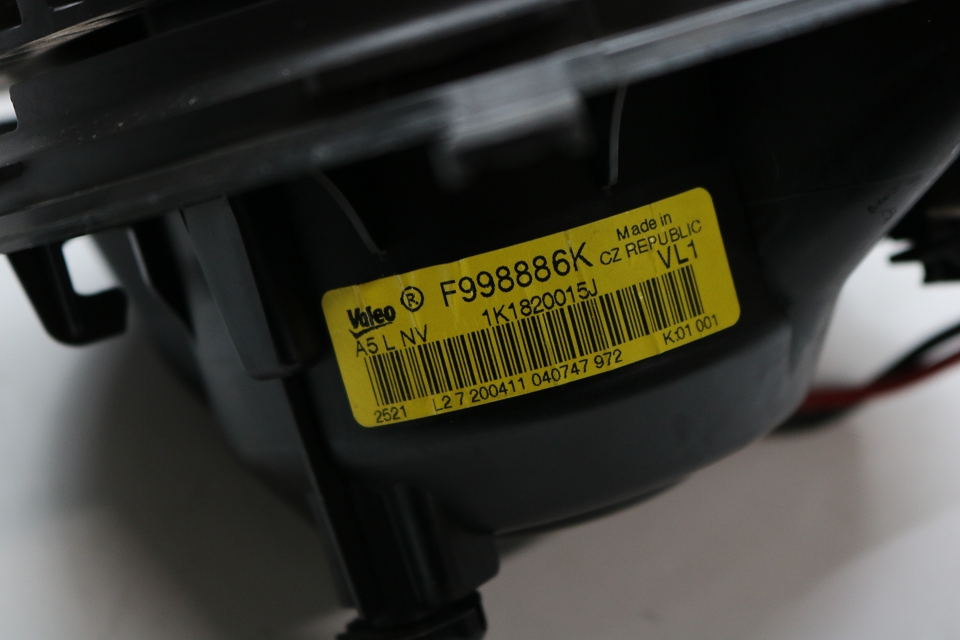 Valeo ® F998886K Made in
CZ REPUBLIC
A5 L NV 1K1820015J VL1
2521 L2 7 200411 040747 972 K:01 001